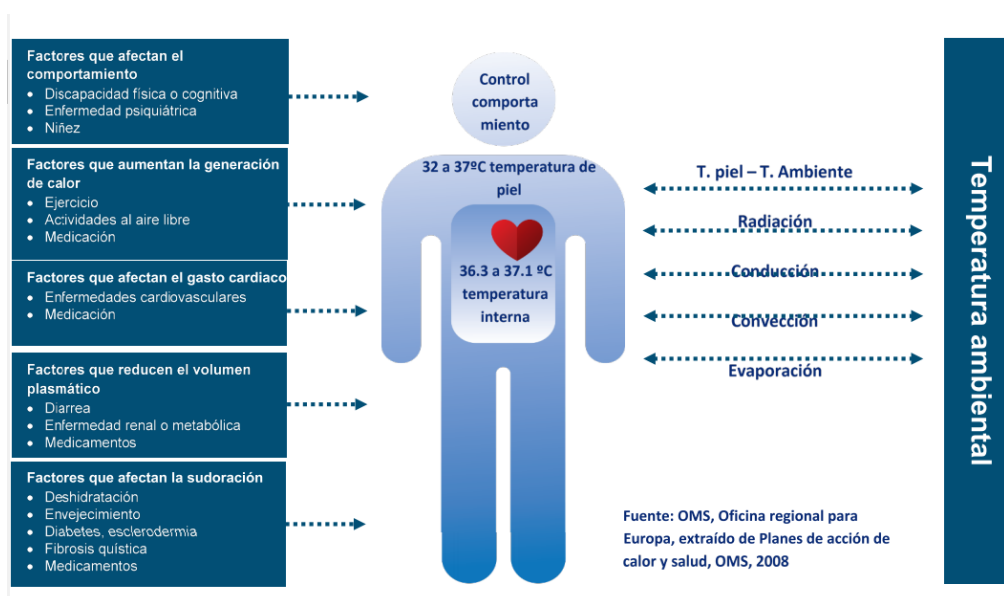 Factores que afectan el
comportamiento
• Discapacidad física o cognitiva
• Enfermedad psiquiátrica
• Niñez
Factores que aumentan la generación
de calor
• Ejercicio
• Actividades al aire libre
• Medicación
Factores que afectan el gasto cardiaco
• Enfermedades cardiovasculares
• Medicación
Factores que reducen el volumen
plasmático
• Diarrea
• Enfermedad renal o metabólica
• Medicamentos
Factores que afectan la sudoración
• Deshidratación
• Envejecimiento
• Diabetes, esclerodermia
• Fibrosis quística
• Medicamentos
Control
comporta
miento
32 a 37ºC temperatura de
piel
36.3 a 37.1 ºC
temperatura
interna
T. piel – T. Ambiente
Radiación
Conducción
Convección
Evaporación
Fuente: OMS, Oficina regional para
Europa, extraído de Planes de acción de
calor y salud, OMS, 2008
Temperatura ambiental